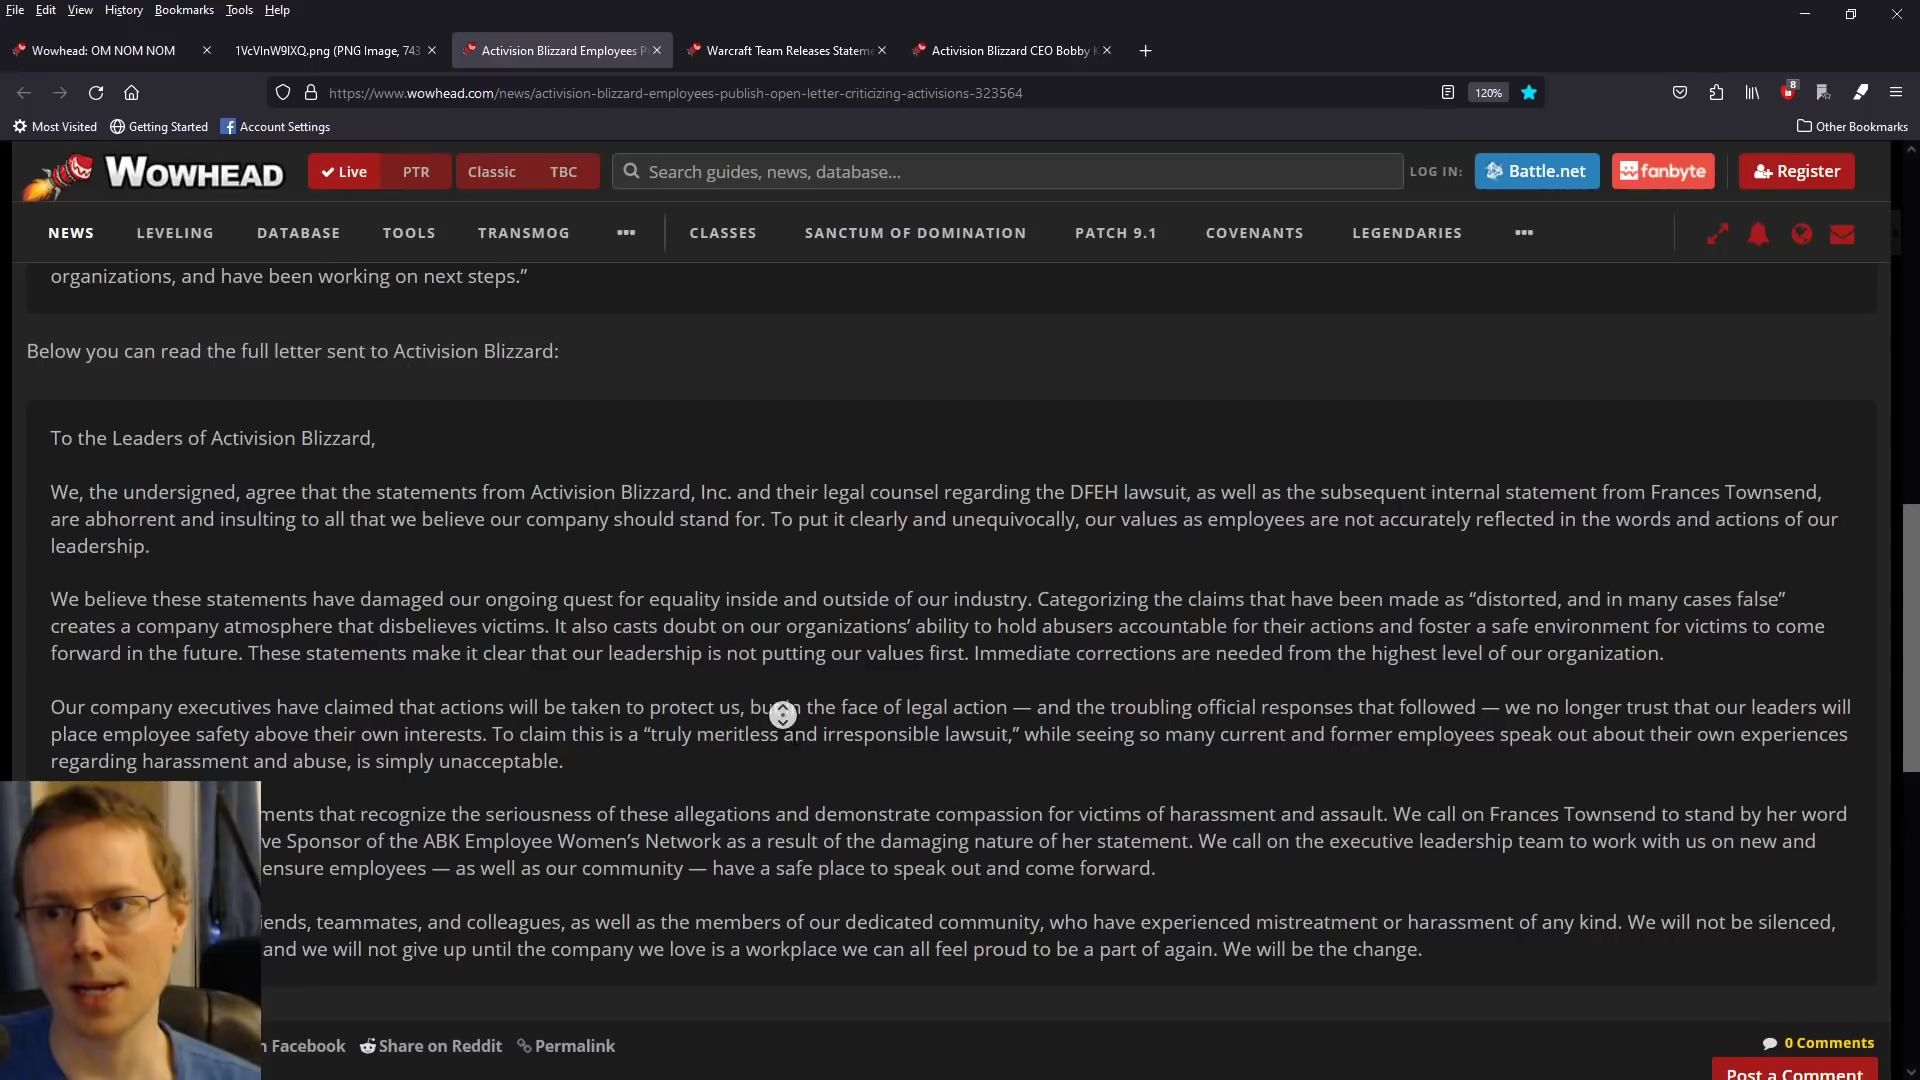 File Edit View History Bookmarks Tools Help
Wowhead: OM NOM NOM
1VcVlnW9IXQ.png (PNG Image, 743
Activision Blizzard Employees P
Warcraft Team Releases Statem
Activision Blizzard CEO Bobby K
https://www.wowhead.com/news/activision-blizzard-employees-publish-open-letter-criticizing-activisions-323564
120%
8
Most Visited Getting Started Account Settings
Other Bookmarks
WOWHEAD
Live PTR Classic TBC
Search guides, news, database...
LOG IN: Battle.net fanbyte Register
NEWS LEVELING DATABASE TOOLS TRANSMOG ••• CLASSES SANCTUM OF DOMINATION PATCH 9.1 COVENANTS LEGENDARIES •••
organizations, and have been working on next steps.”
Below you can read the full letter sent to Activision Blizzard:
To the Leaders of Activision Blizzard,
We, the undersigned, agree that the statements from Activision Blizzard, Inc. and their legal counsel regarding the DFEH lawsuit, as well as the subsequent internal statement from Frances Townsend,
are abhorrent and insulting to all that we believe our company should stand for. To put it clearly and unequivocally, our values as employees are not accurately reflected in the words and actions of our
leadership.
We believe these statements have damaged our ongoing quest for equality inside and outside of our industry. Categorizing the claims that have been made as “distorted, and in many cases false”
creates a company atmosphere that disbelieves victims. It also casts doubt on our organizations’ ability to hold abusers accountable for their actions and foster a safe environment for victims to come
forward in the future. These statements make it clear that our leadership is not putting our values first. Immediate corrections are needed from the highest level of our organization.
Our company executives have claimed that actions will be taken to protect us, but in the face of legal action — and the troubling official responses that followed — we no longer trust that our leaders will
place employee safety above their own interests. To claim this is a “truly meritless and irresponsible lawsuit,” while seeing so many current and former employees speak out about their own experiences
regarding harassment and abuse, is simply unacceptable.
ments that recognize the seriousness of these allegations and demonstrate compassion for victims of harassment and assault. We call on Frances Townsend to stand by her word
ve Sponsor of the ABK Employee Women’s Network as a result of the damaging nature of her statement. We call on the executive leadership team to work with us on new and
ensure employees — as well as our community — have a safe place to speak out and come forward.
iends, teammates, and colleagues, as well as the members of our dedicated community, who have experienced mistreatment or harassment of any kind. We will not be silenced,
and we will not give up until the company we love is a workplace we can all feel proud to be a part of again. We will be the change.
n Facebook Share on Reddit Permalink
0 Comments
Post a Comment